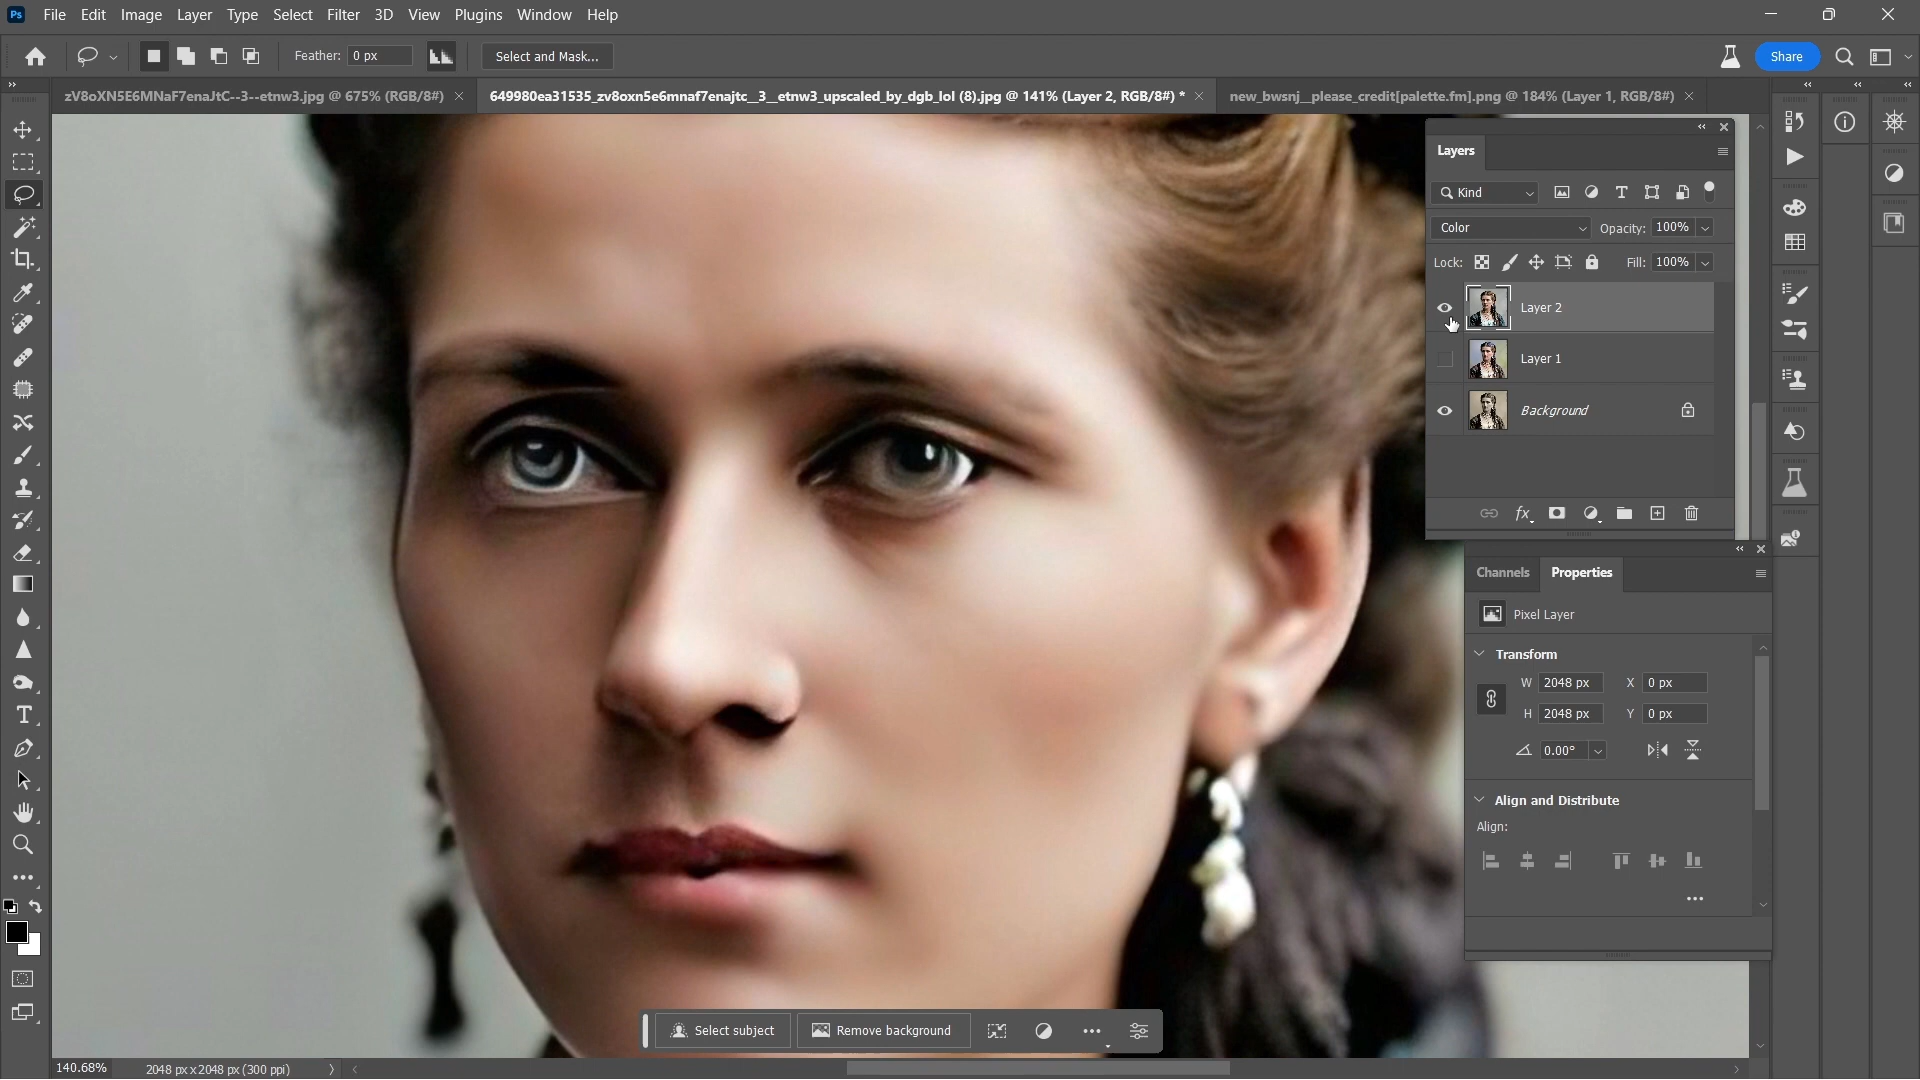 Ps File Edit Image Layer Type Select Filter 3D View Plugins Window Help
Feather: 0 px Select and Mask... Share
zV8oXN5E6MNaF7enaJtC--3--etnw3.jpg @ 675% (RGB/8#)
649980ea31535_zv8oxn5e6mnaf7enajtc__3__etnw3_upscaled_by_dgb_lol (8).jpg @ 141% (Layer 2, RGB/8#) *
new_bwsnj__please_credit[palette.fm].png @ 184% (Layer 1, RGB/8#)
Layers
Kind
Color Opacity: 100%
Lock: Fill: 100%
Layer 2
Layer 1
Background
fx
Channels Properties
Pixel Layer
Transform
W 2048 px X 0 px
H 2048 px Y 0 px
0.00°
Align and Distribute
Align:
Select subject Remove background
140.68% 2048 px x 2048 px (300 ppi)